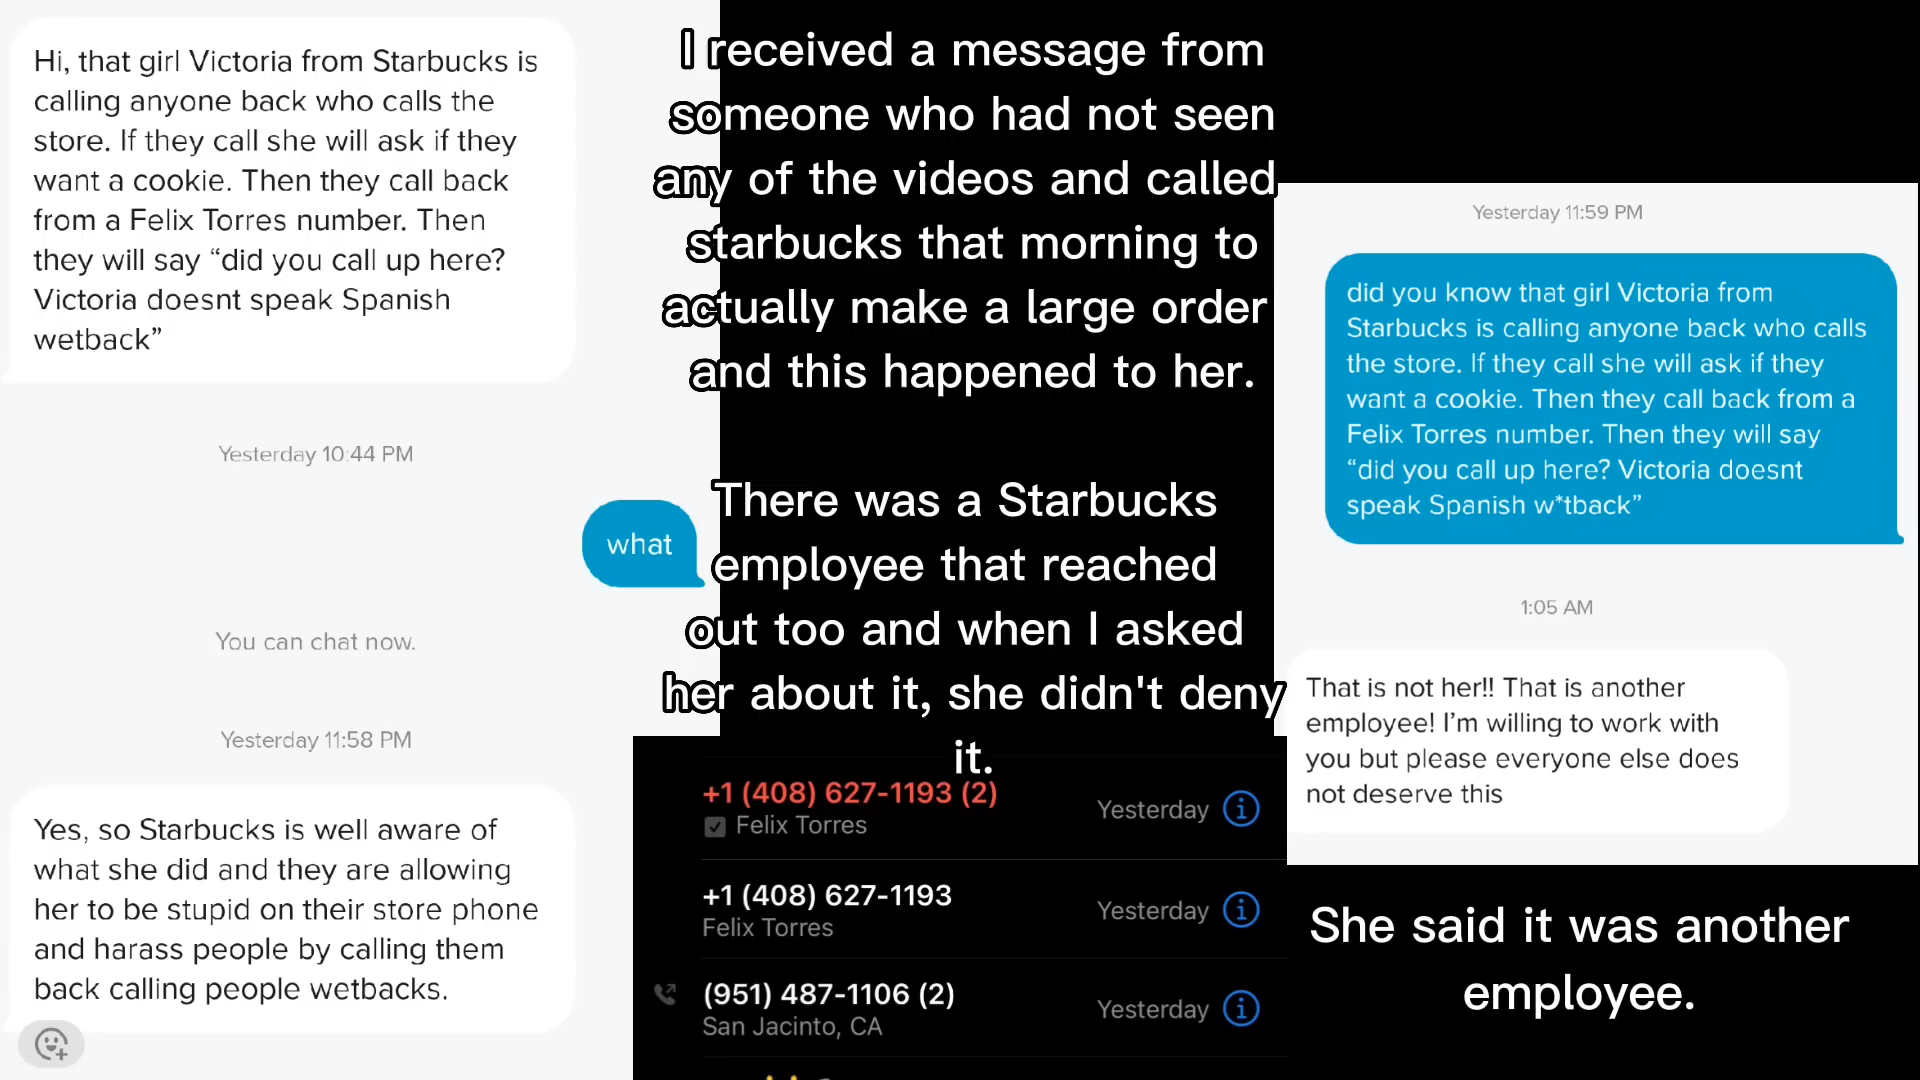 Hi, that girl Victoria from Starbucks is
calling anyone back who calls the
store. If they call she will ask if they
want a cookie. Then they call back
from a Felix Torres number. Then
they will say “did you call up here?
Victoria doesnt speak Spanish
wetback”
Yesterday 10:44 PM
what
You can chat now.
Yesterday 11:58 PM
Yes, so Starbucks is well aware of
what she did and they are allowing
her to be stupid on their store phone
and harass people by calling them
back calling people wetbacks.
I received a message from
someone who had not seen
any of the videos and called
starbucks that morning to
actually make a large order
and this happened to her.
There was a Starbucks
employee that reached
out too and when I asked
her about it, she didn't deny
it.
+1 (408) 627-1193 (2)
Felix Torres
Yesterday
+1 (408) 627-1193
Felix Torres
Yesterday
(951) 487-1106 (2)
San Jacinto, CA
Yesterday
Yesterday 11:59 PM
did you know that girl Victoria from
Starbucks is calling anyone back who calls
the store. If they call she will ask if they
want a cookie. Then they call back from a
Felix Torres number. Then they will say
“did you call up here? Victoria doesnt
speak Spanish w*tback”
1:05 AM
That is not her!! That is another
employee! I'm willing to work with
you but please everyone else does
not deserve this
She said it was another
employee.